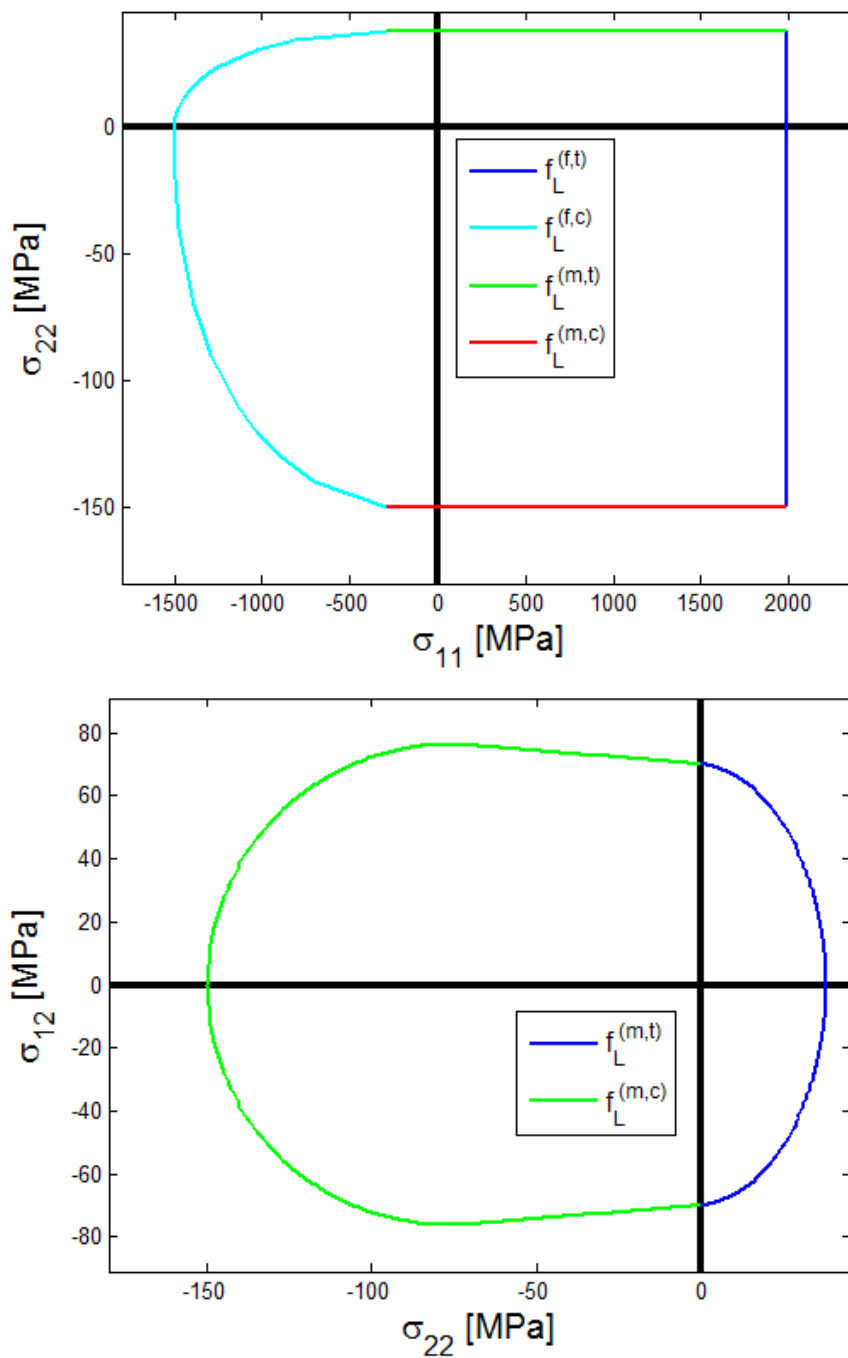 0
-50
-100
-150
σ22 [MPa]
f_L^(f,t)
f_L^(f,c)
f_L^(m,t)
f_L^(m,c)
-1500 -1000 -500 0 500 1000 1500 2000
σ11 [MPa]
80
60
40
20
0
-20
-40
-60
-80
σ12 [MPa]
f_L^(m,t)
f_L^(m,c)
-150 -100 -50 0
σ22 [MPa]